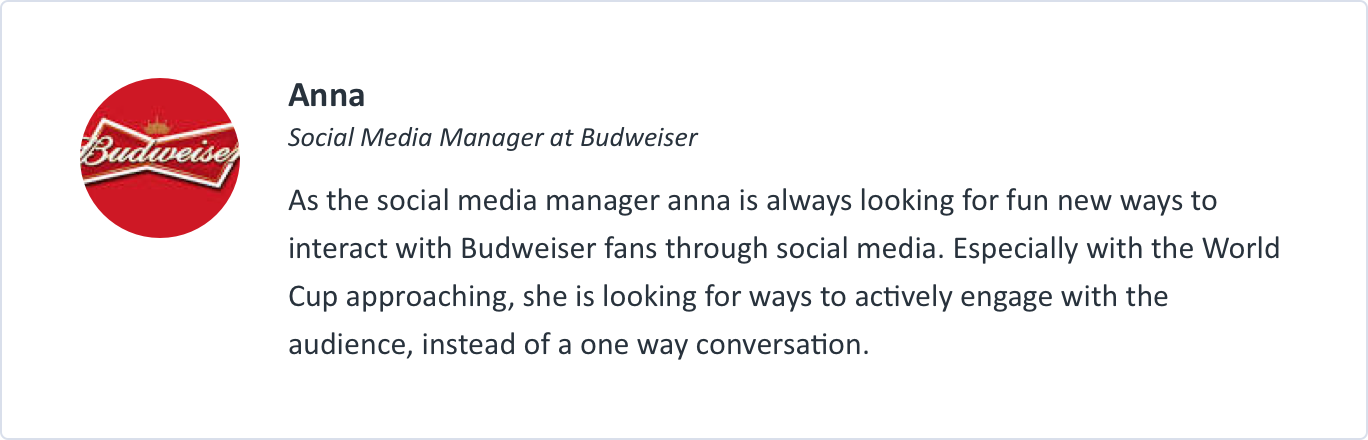 Budweiser
Anna
Social Media Manager at Budweiser
As the social media manager anna is always looking for fun new ways to
interact with Budweiser fans through social media. Especially with the World
Cup approaching, she is looking for ways to actively engage with the
audience, instead of a one way conversation.